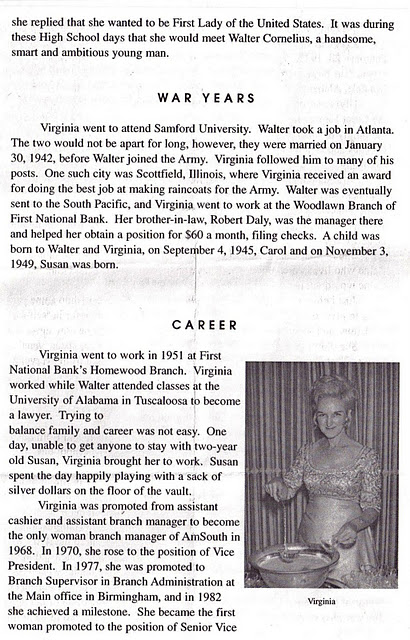 she replied that she wanted to be First Lady of the United States. It was during
these High School days that she would meet Walter Cornelius, a handsome,
smart and ambitious young man.
WAR YEARS
Virginia went to attend Samford University. Walter took a job in Atlanta.
The two would not be apart for long, however, they were married on January
30, 1942, before Walter joined the Army. Virginia followed him to many of his
posts. One such city was Scottfield, Illinois, where Virginia received an award
for doing the best job at making raincoats for the Army. Walter was eventually
sent to the South Pacific, and Virginia went to work at the Woodlawn Branch of
First National Bank. Her brother-in-law, Robert Daly, was the manager there
and helped her obtain a position for $60 a month, filing checks. A child was
born to Walter and Virginia, on September 4, 1945, Carol and on November 3,
1949, Susan was born.
CAREER
Virginia went to work in 1951 at First
National Bank's Homewood Branch. Virginia
worked while Walter attended classes at the
University of Alabama in Tuscaloosa to become
a lawyer. Trying to
balance family and career was not easy. One
day, unable to get anyone to stay with two-year
old Susan, Virginia brought her to work. Susan
spent the day happily playing with a sack of
silver dollars on the floor of the vault.
Virginia was promoted from assistant
cashier and assistant branch manager to become
the only woman branch manager of AmSouth in
1968. In 1970, she rose to the position of Vice
President. In 1977, she was promoted to
Branch Supervisor in Branch Administration at
the Main office in Birmingham, and in 1982
she achieved a milestone. She became the first
woman promoted to the position of Senior Vice
Virginia